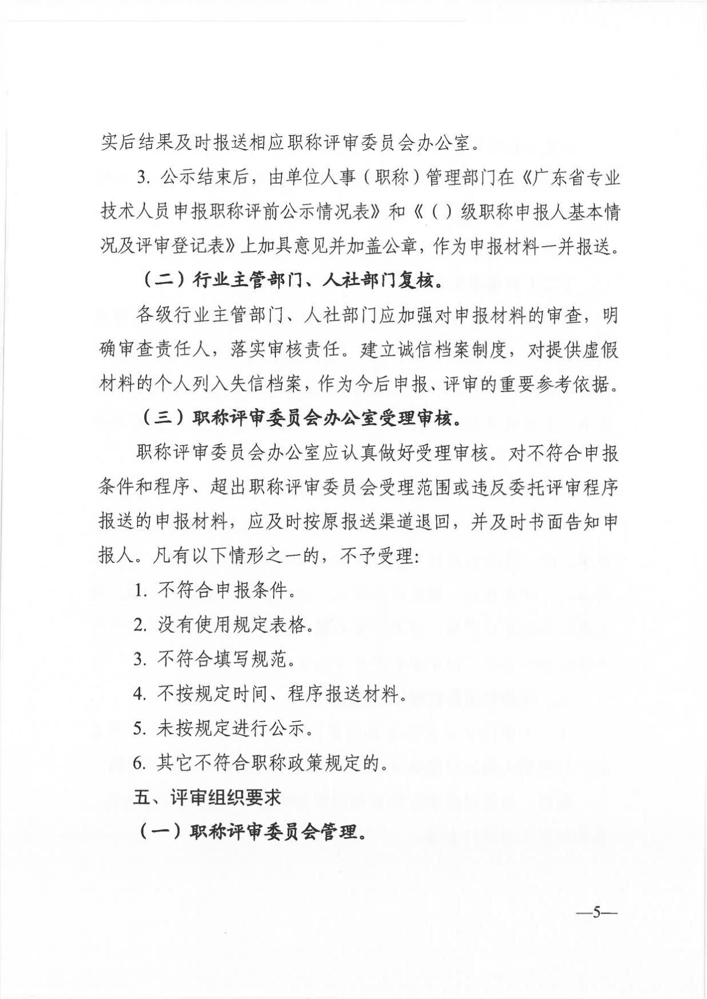 实后结果及时报送相应职称评审委员会办公室。
3. 公示结束后，由单位人事（职称）管理部门在《广东省专业
技术人员申报职称评前公示情况表》和《（）级职称申报人基本情
况及评审登记表》上加具意见并加盖公章，作为申报材料一并报送。
（二）行业主管部门、人社部门复核。
各级行业主管部门、人社部门应加强对申报材料的审查，明
确审查责任人，落实审核责任。建立诚信档案制度，对提供虚假
材料的个人列入失信档案，作为今后申报、评审的重要参考依据。
（三）职称评审委员会办公室受理审核。
职称评审委员会办公室应认真做好受理审核。对不符合申报
条件和程序、超出职称评审委员会受理范围或违反委托评审程序
报送的申报材料，应及时按原报送渠道退回，并及时书面告知申
报人。凡有以下情形之一的，不予受理：
1. 不符合申报条件。
2. 没有使用规定表格。
3. 不符合填写规范。
4. 不按规定时间、程序报送材料。
5. 未按规定进行公示。
6. 其它不符合职称政策规定的。
五、评审组织要求
（一）职称评审委员会管理。
—5—